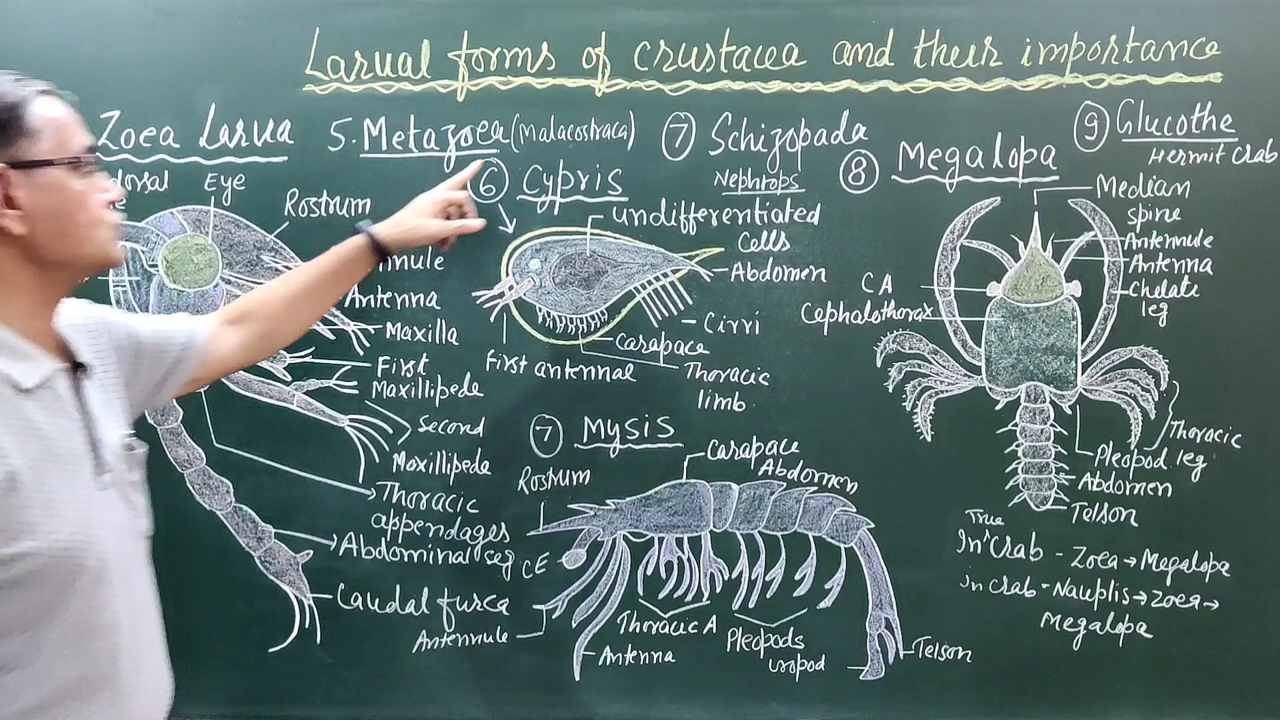 Larval forms of crustacea and their importance
Zoea Larva
dorsal
Eye
Rostrum
Antenna
Maxilla
First
Maxillipede
Second
Maxillipede
Thoracic
appendages
Abdominal seg
Caudal furca
5. Metazoea (Malacostraca)
6 Cypris
undifferentiated
Cells
Abdomen
Cirri
Carapace
Thoracic
limb
First antennal
7 Schizopada
Nephrops
7 Mysis
Carapace
Abdomen
Rostrum
CE
Antennule
Antenna
Thoracic A
Pleopods
uropod
Telson
8 Megalopa
Median
spine
Antennule
Antenna
Chelate
leg
CA
Cephalothorax
Thoracic
leg
Pleopod
Abdomen
Telson
9 Glucothe
Hermit Crab
True
In ^ Crab - Zoea → Megalopa
in Crab - Nauplis → Zoea →
Megalopa